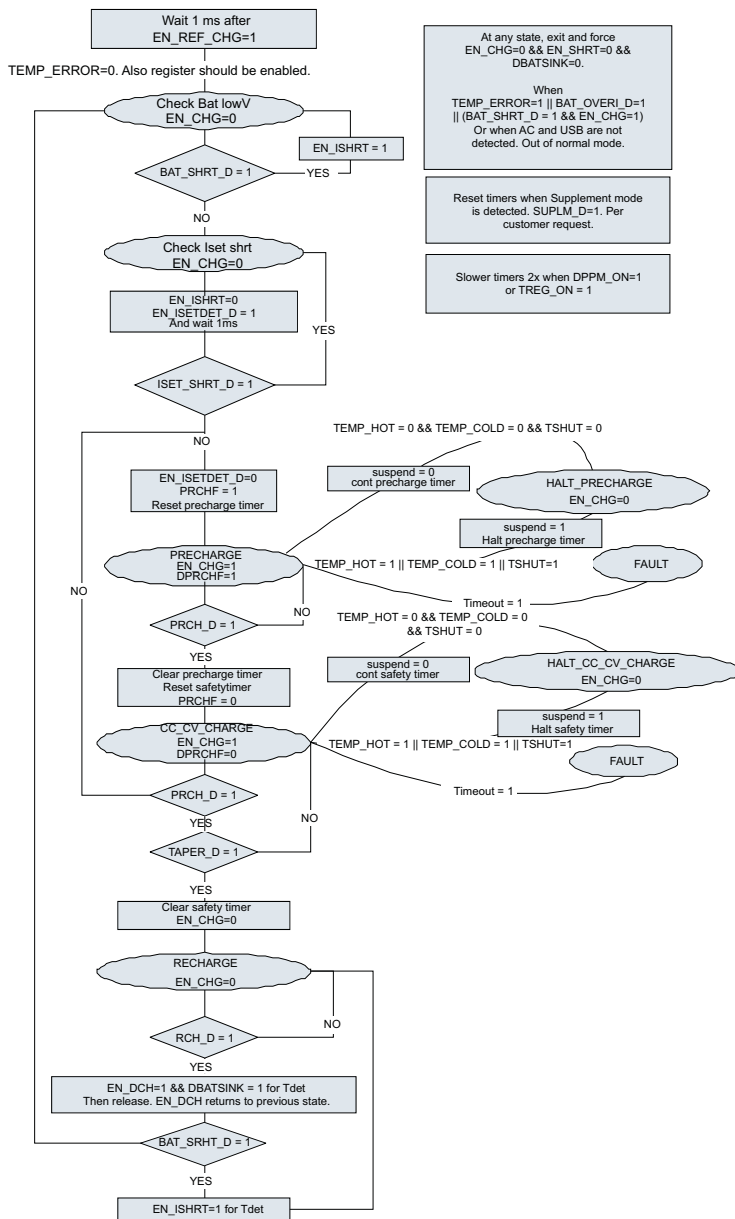 Wait 1 ms after
EN_REF_CHG=1
TEMP_ERROR=0. Also register should be enabled.
Check Bat lowV
EN_CHG=0
EN_ISHRT = 1
BAT_SHRT_D = 1
YES
NO
Check Iset shrt
EN_CHG=0
EN_ISHRT=0
EN_ISETDET_D = 1
And wait 1ms
YES
ISET_SHRT_D = 1
NO
EN_ISETDET_D=0
PRCHF = 1
Reset precharge timer
PRECHARGE
EN_CHG=1
DPRCHF=1
NO
NO
PRCH_D = 1
YES
Clear precharge timer
Reset safetytimer
PRCHF = 0
CC_CV_CHARGE
EN_CHG=1
DPRCHF=0
PRCH_D = 1
NO
YES
TAPER_D = 1
YES
Clear safety timer
EN_CHG=0
RECHARGE
EN_CHG=0
NO
RCH_D = 1
YES
EN_DCH=1 && DBATSINK = 1 for Tdet
Then release. EN_DCH returns to previous state.
BAT_SRHT_D = 1
YES
EN_ISHRT=1 for Tdet
At any state, exit and force
EN_CHG=0 && EN_SHRT=0 &&
DBATSINK=0.
When
TEMP_ERROR=1 || BAT_OVERI_D=1
|| (BAT_SHRT_D = 1 && EN_CHG=1)
Or when AC and USB are not
detected. Out of normal mode.
Reset timers when Supplement mode
is detected. SUPLM_D=1. Per
customer request.
Slower timers 2x when DPPM_ON=1
or TREG_ON = 1
TEMP_HOT = 0 && TEMP_COLD = 0 && TSHUT = 0
suspend = 0
cont precharge timer
HALT_PRECHARGE
EN_CHG=0
suspend = 1
Halt precharge timer
TEMP_HOT = 1 || TEMP_COLD = 1 || TSHUT=1
FAULT
Timeout = 1
TEMP_HOT = 0 && TEMP_COLD = 0
&& TSHUT = 0
suspend = 0
cont safety timer
HALT_CC_CV_CHARGE
EN_CHG=0
suspend = 1
Halt safety timer
TEMP_HOT = 1 || TEMP_COLD = 1 || TSHUT=1
FAULT
Timeout = 1